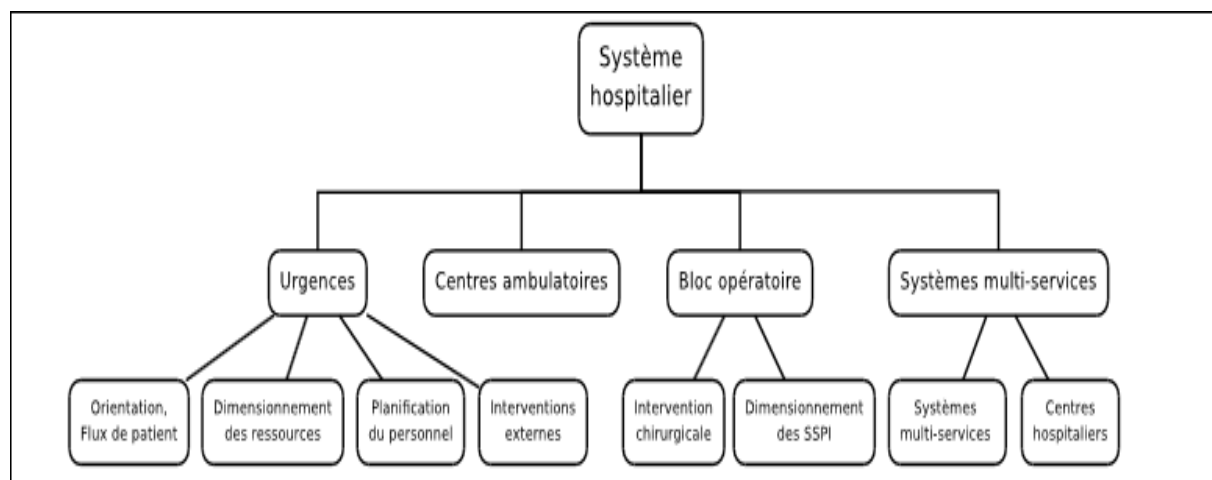 Système
hospitalier
Urgences
Centres ambulatoires
Bloc opératoire
Systèmes multi-services
Orientation,
Flux de patient
Dimensionnement
des ressources
Planification
du personnel
Interventions
externes
Intervention
chirurgicale
Dimensionnement
des SSPI
Systèmes
multi-services
Centres
hospitaliers